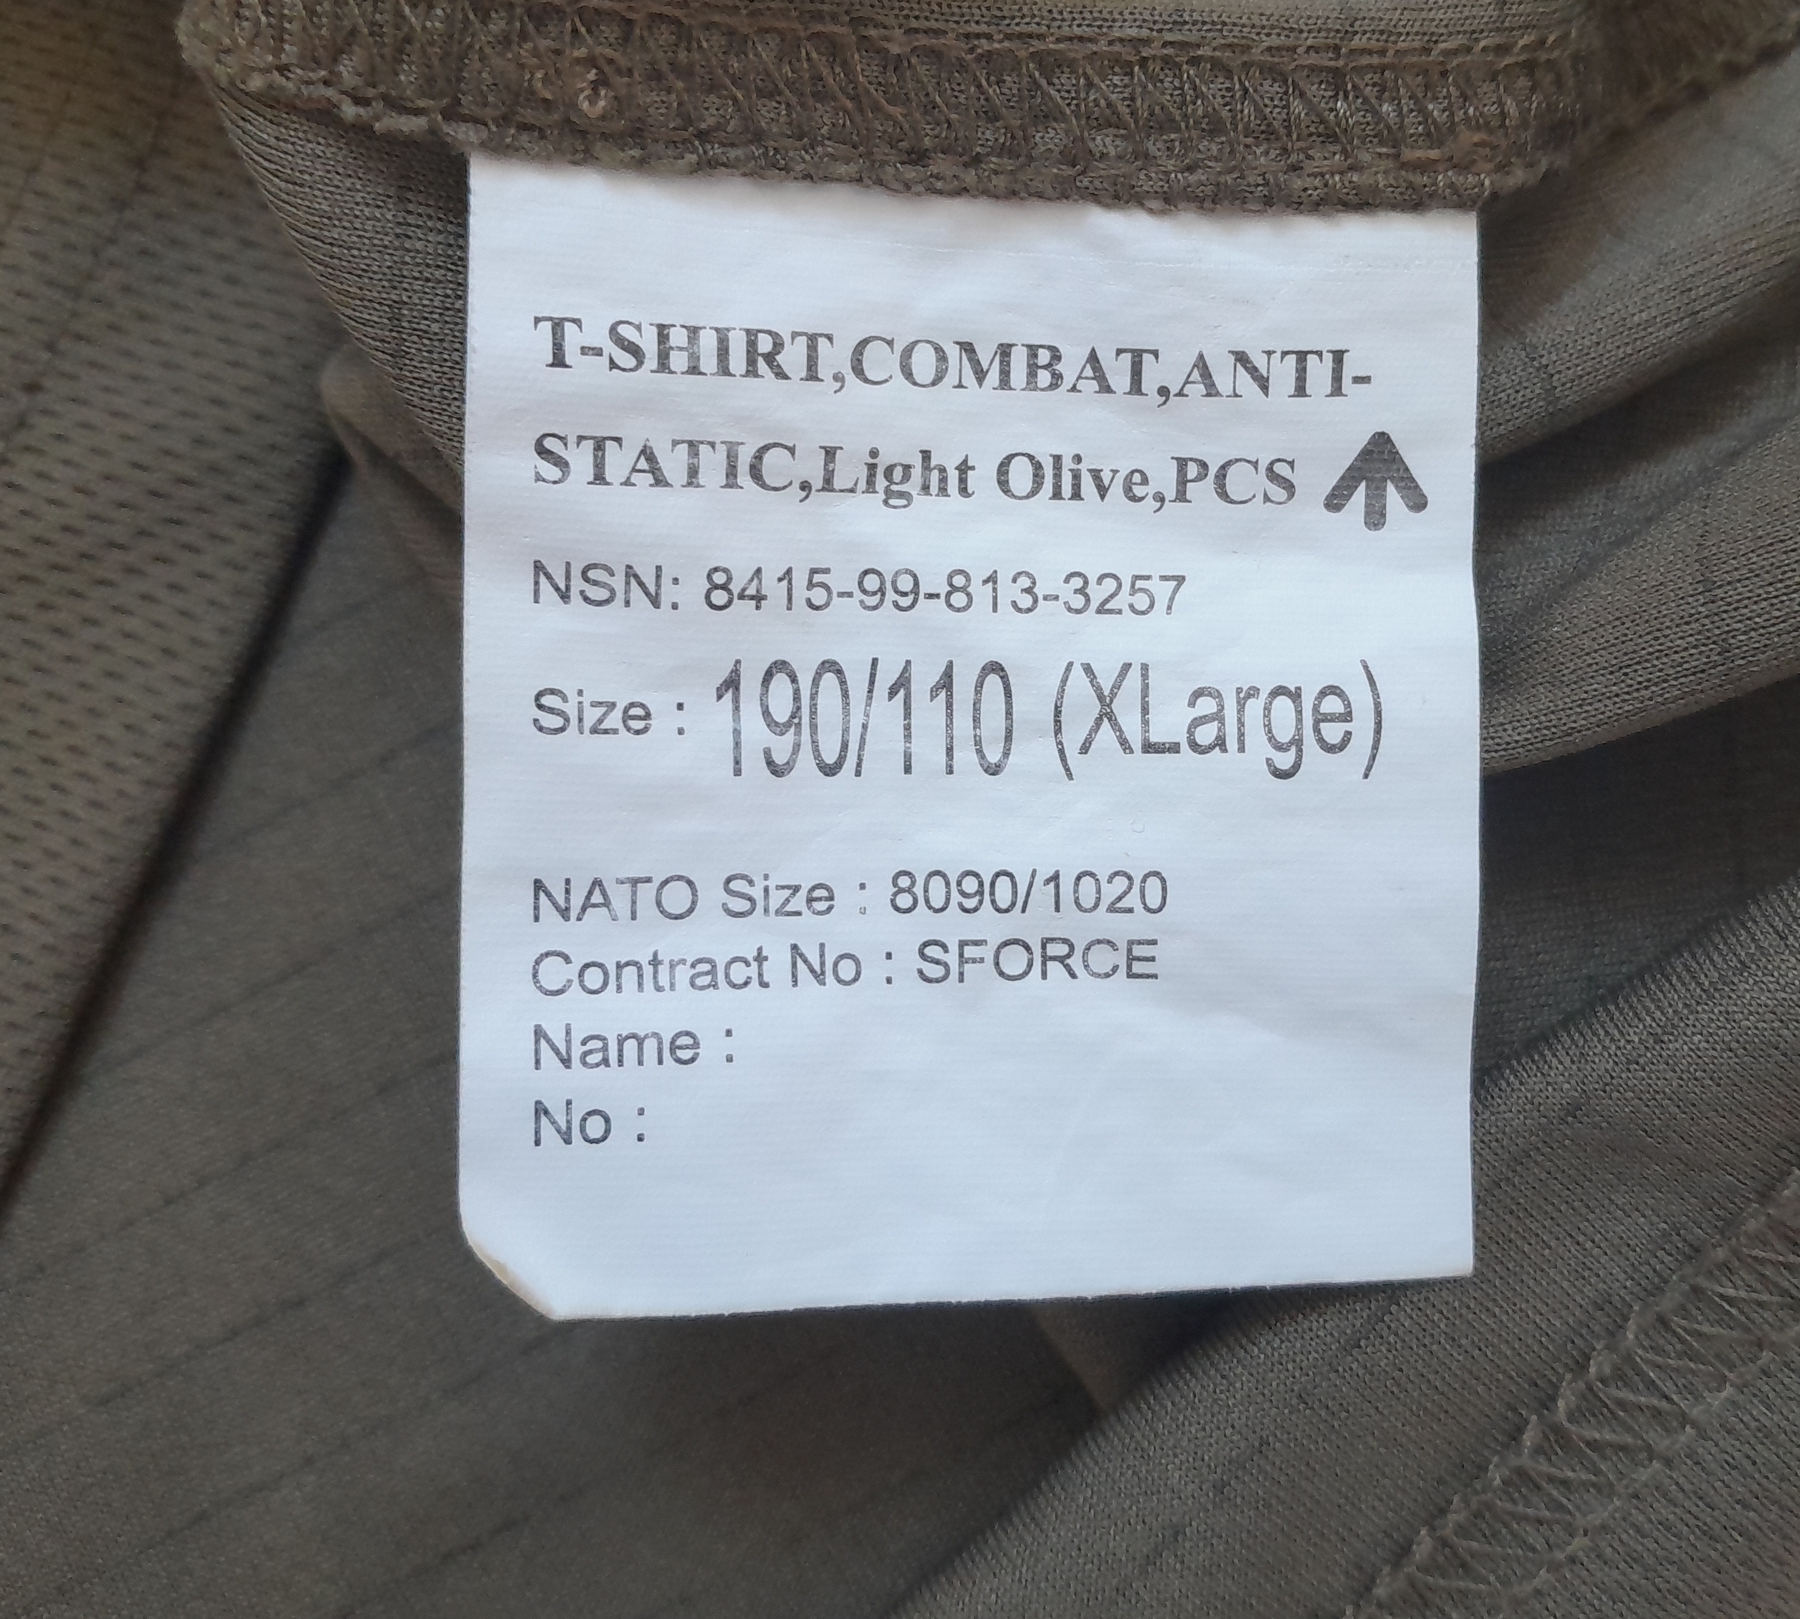 T-SHIRT,COMBAT,ANTI-
STATIC,Light Olive,PCS
NSN: 8415-99-813-3257
Size : 190/110 (XLarge)
NATO Size : 8090/1020
Contract No : SFORCE
Name :
No :